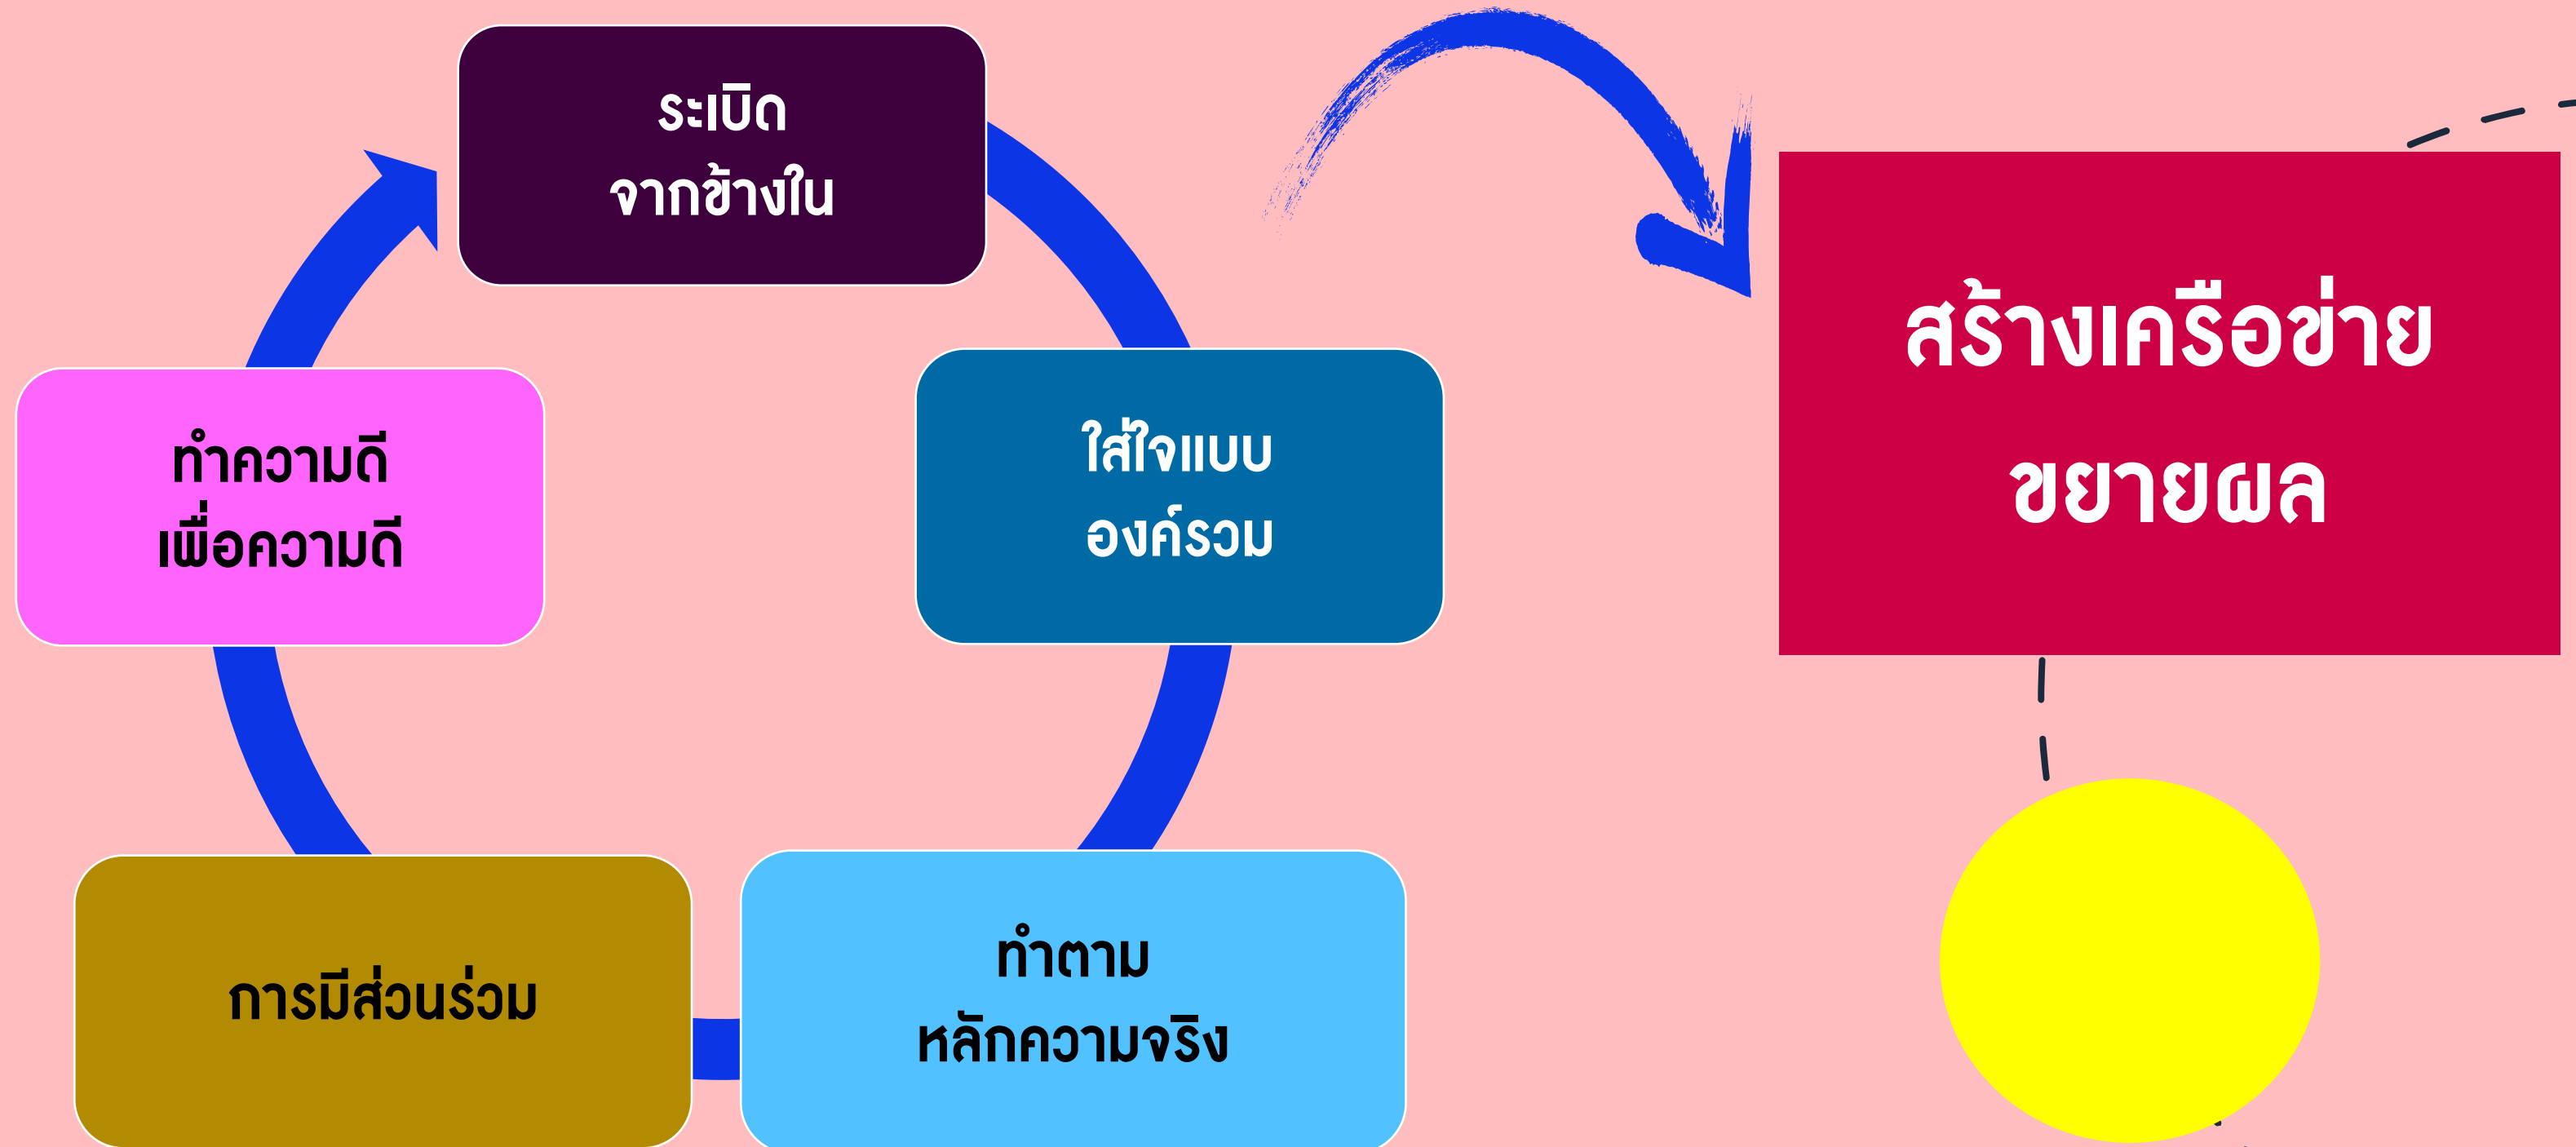 ระเบิด
จากข้างใน
ใส่ใจแบบ
องค์รวม
ทำตาม
หลักความจริง
การมีส่วนร่วม
ทำความดี
เพื่อความดี
สร้างเครือข่าย
ขยายผล